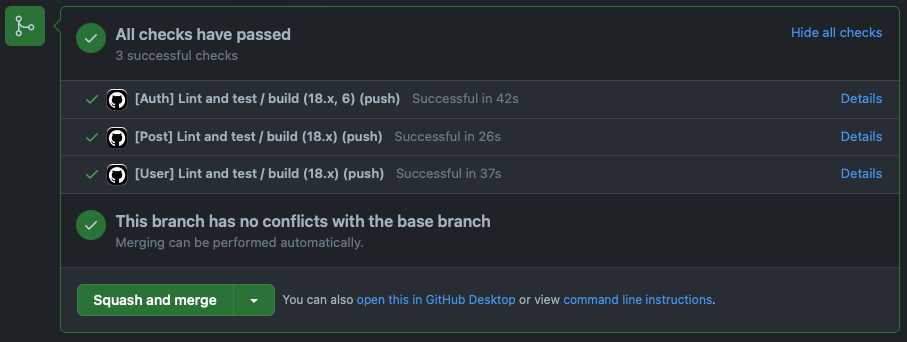 All checks have passed
Hide all checks
3 successful checks
[Auth] Lint and test / build (18.x, 6) (push) Successful in 42s
Details
[Post] Lint and test / build (18.x) (push) Successful in 26s
Details
[User] Lint and test / build (18.x) (push) Successful in 37s
Details
This branch has no conflicts with the base branch
Merging can be performed automatically.
Squash and merge
You can also open this in GitHub Desktop or view command line instructions.